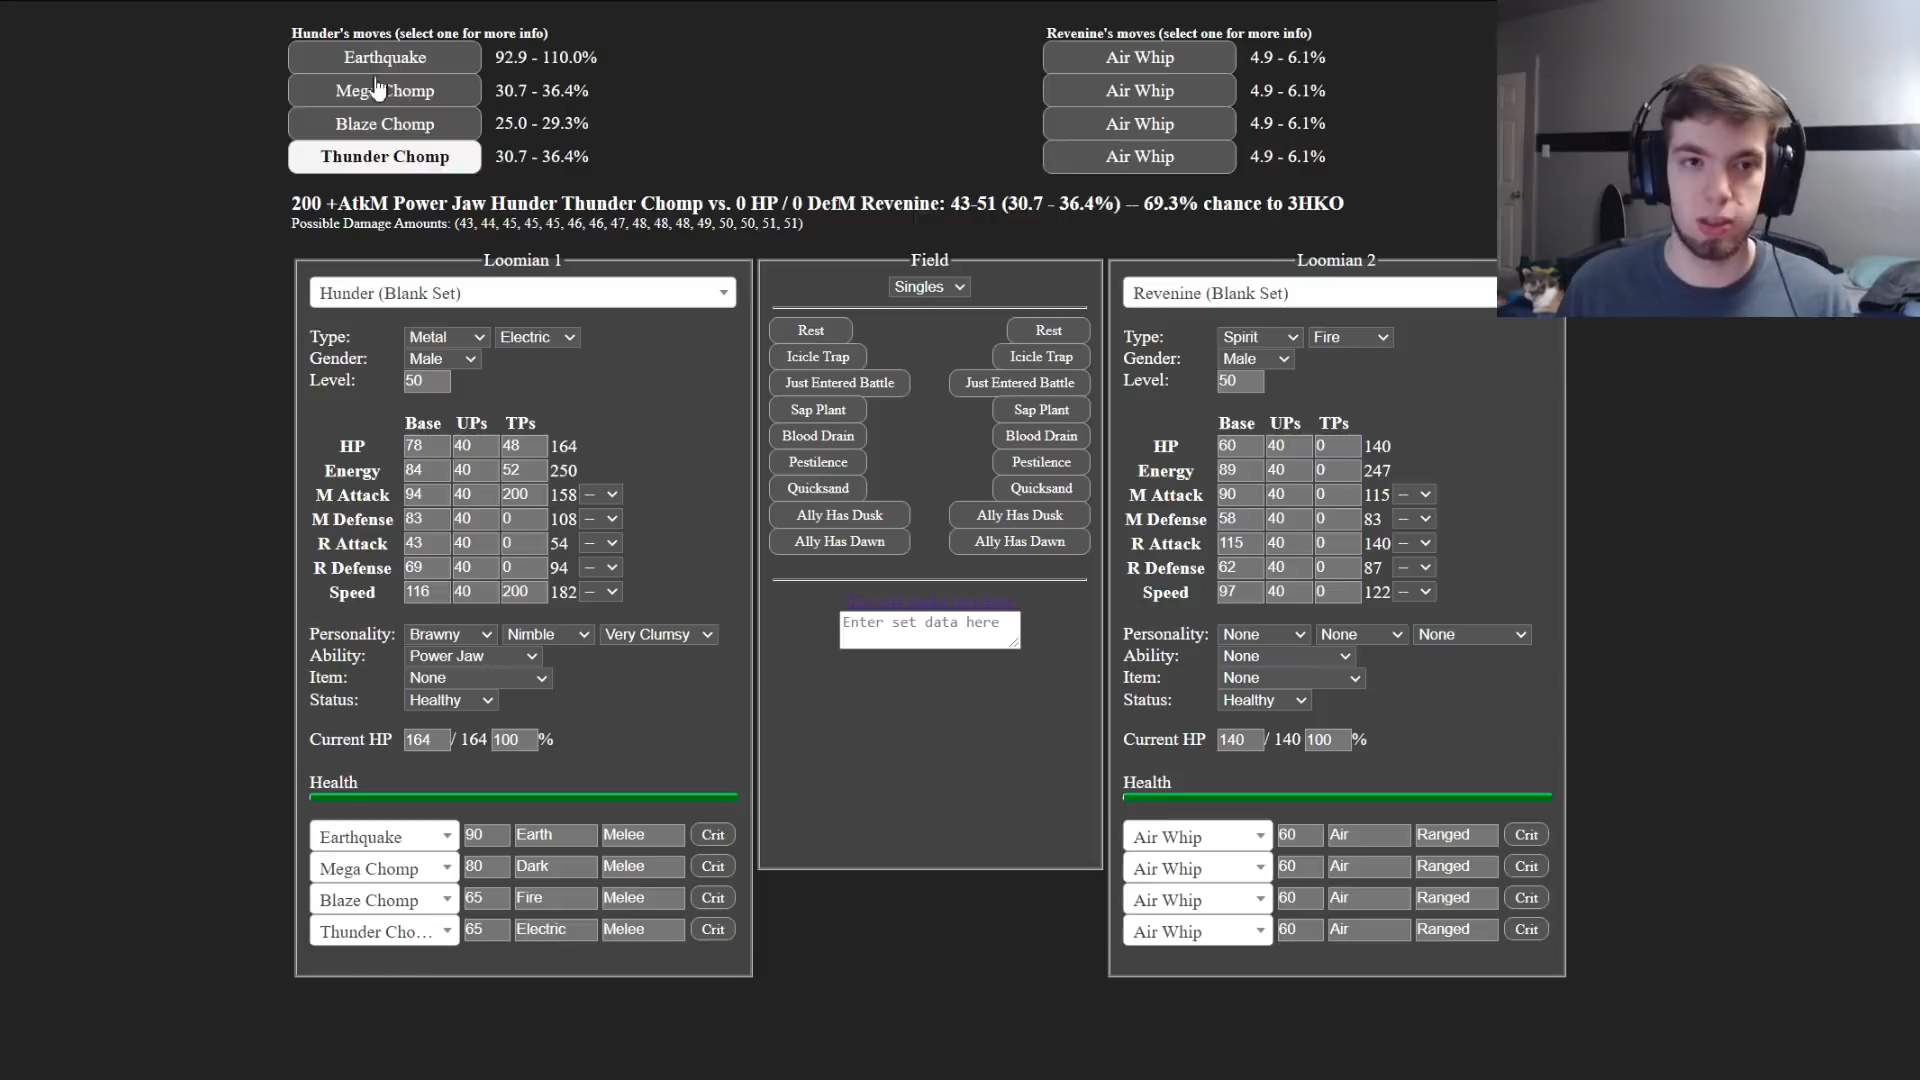 Hunder's moves (select one for more info)
Earthquake 92.9 - 110.0%
Mega Chomp 30.7 - 36.4%
Blaze Chomp 25.0 - 29.3%
Thunder Chomp 30.7 - 36.4%
Revenine's moves (select one for more info)
Air Whip 4.9 - 6.1%
Air Whip 4.9 - 6.1%
Air Whip 4.9 - 6.1%
Air Whip 4.9 - 6.1%
200 +AtkM Power Jaw Hunder Thunder Chomp vs. 0 HP / 0 DefM Revenine: 43-51 (30.7 - 36.4%) -- 69.3% chance to 3HKO
Possible Damage Amounts: (43, 44, 45, 45, 45, 46, 46, 47, 48, 48, 48, 49, 50, 50, 51, 51)
Loomian 1
Hunder (Blank Set)
Type: Metal Electric
Gender: Male
Level: 50
Base UPs TPs
HP 78 40 48 164
Energy 84 40 52 250
M Attack 94 40 200 158 --
M Defense 83 40 0 108 --
R Attack 43 40 0 54 --
R Defense 69 40 0 94 --
Speed 116 40 200 182 --
Personality: Brawny Nimble Very Clumsy
Ability: Power Jaw
Item: None
Status: Healthy
Current HP 164 / 164 100 %
Health
Earthquake 90 Earth Melee Crit
Mega Chomp 80 Dark Melee Crit
Blaze Chomp 65 Fire Melee Crit
Thunder Cho... 65 Electric Melee Crit
Field
Singles
Rest Rest
Icicle Trap Icicle Trap
Just Entered Battle Just Entered Battle
Sap Plant Sap Plant
Blood Drain Blood Drain
Pestilence Pestilence
Quicksand Quicksand
Ally Has Dusk Ally Has Dusk
Ally Has Dawn Ally Has Dawn
Enter set data here
Loomian 2
Revenine (Blank Set)
Type: Spirit Fire
Gender: Male
Level: 50
Base UPs TPs
HP 60 40 0 140
Energy 89 40 0 247
M Attack 90 40 0 115 --
M Defense 58 40 0 83 --
R Attack 115 40 0 140 --
R Defense 62 40 0 87 --
Speed 97 40 0 122 --
Personality: None None None
Ability: None
Item: None
Status: Healthy
Current HP 140 / 140 100 %
Health
Air Whip 60 Air Ranged Crit
Air Whip 60 Air Ranged Crit
Air Whip 60 Air Ranged Crit
Air Whip 60 Air Ranged Crit